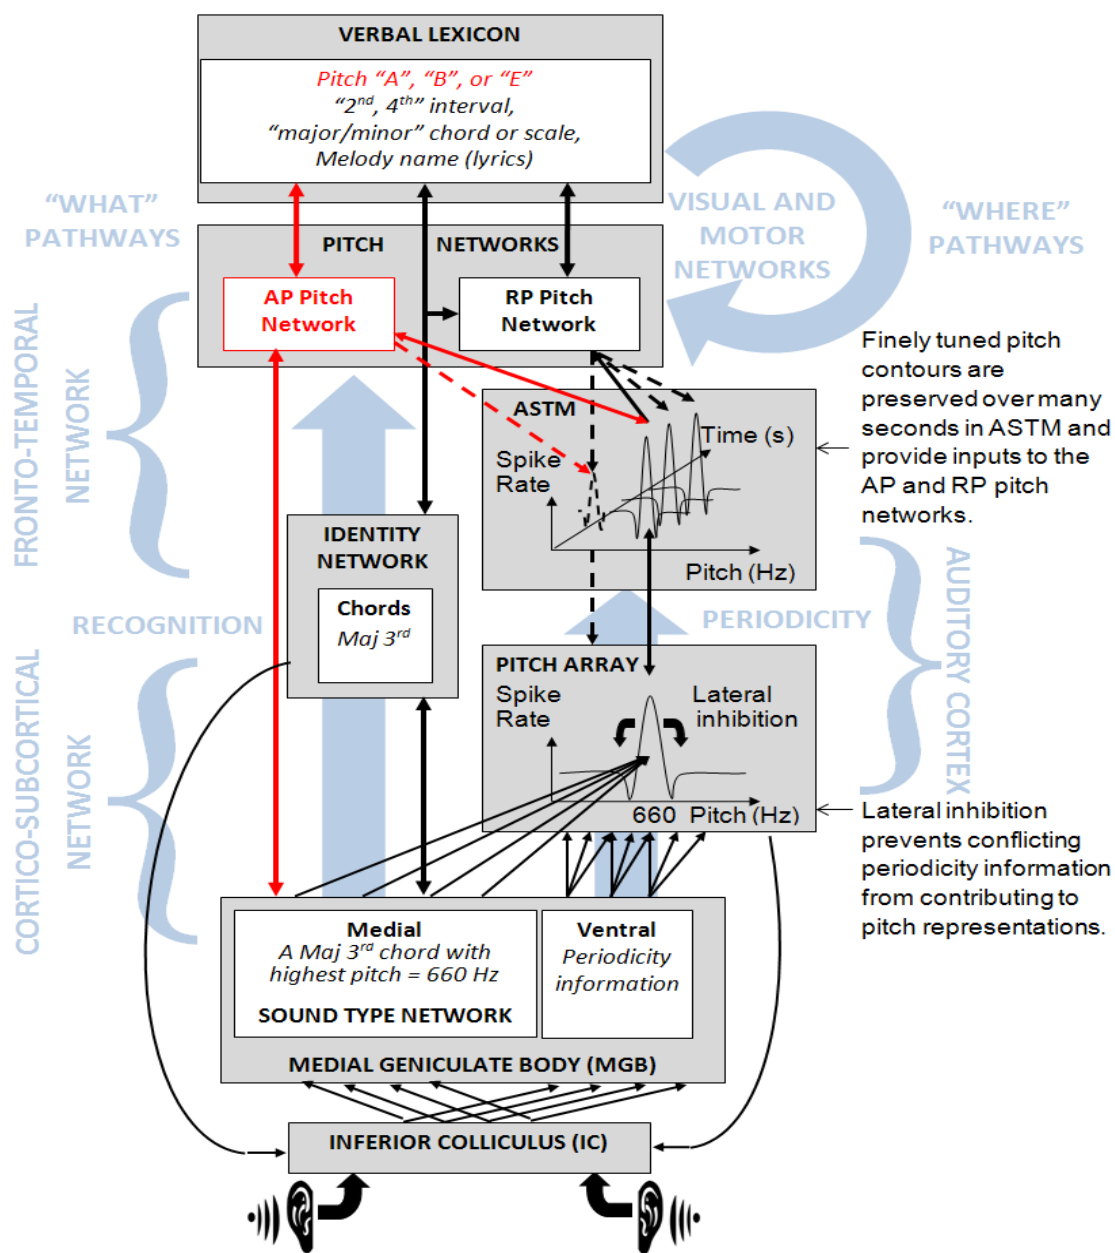 VERBAL LEXICON
Pitch “A”, “B”, or “E”
“2nd, 4th” interval,
“major/minor” chord or scale,
Melody name (lyrics)
“WHAT”
PATHWAYS
VISUAL AND
MOTOR
NETWORKS
“WHERE”
PATHWAYS
PITCH NETWORKS
AP Pitch
Network
RP Pitch
Network
FRONTO-TEMPORAL
NETWORK
ASTM
Time (s)
Spike
Rate
Pitch (Hz)
Finely tuned pitch
contours are
preserved over many
seconds in ASTM and
provide inputs to the
AP and RP pitch
networks.
IDENTITY
NETWORK
Chords
Maj 3rd
RECOGNITION
PERIODICITY
AUDITORY CORTEX
CORTICO-SUBCORTICAL
NETWORK
PITCH ARRAY
Spike
Rate
Lateral
inhibition
660 Pitch (Hz)
Lateral inhibition
prevents conflicting
periodicity information
from contributing to
pitch representations.
Medial
A Maj 3rd chord with
highest pitch = 660 Hz
SOUND TYPE NETWORK
Ventral
Periodicity
information
MEDIAL GENICULATE BODY (MGB)
INFERIOR COLLICULUS (IC)